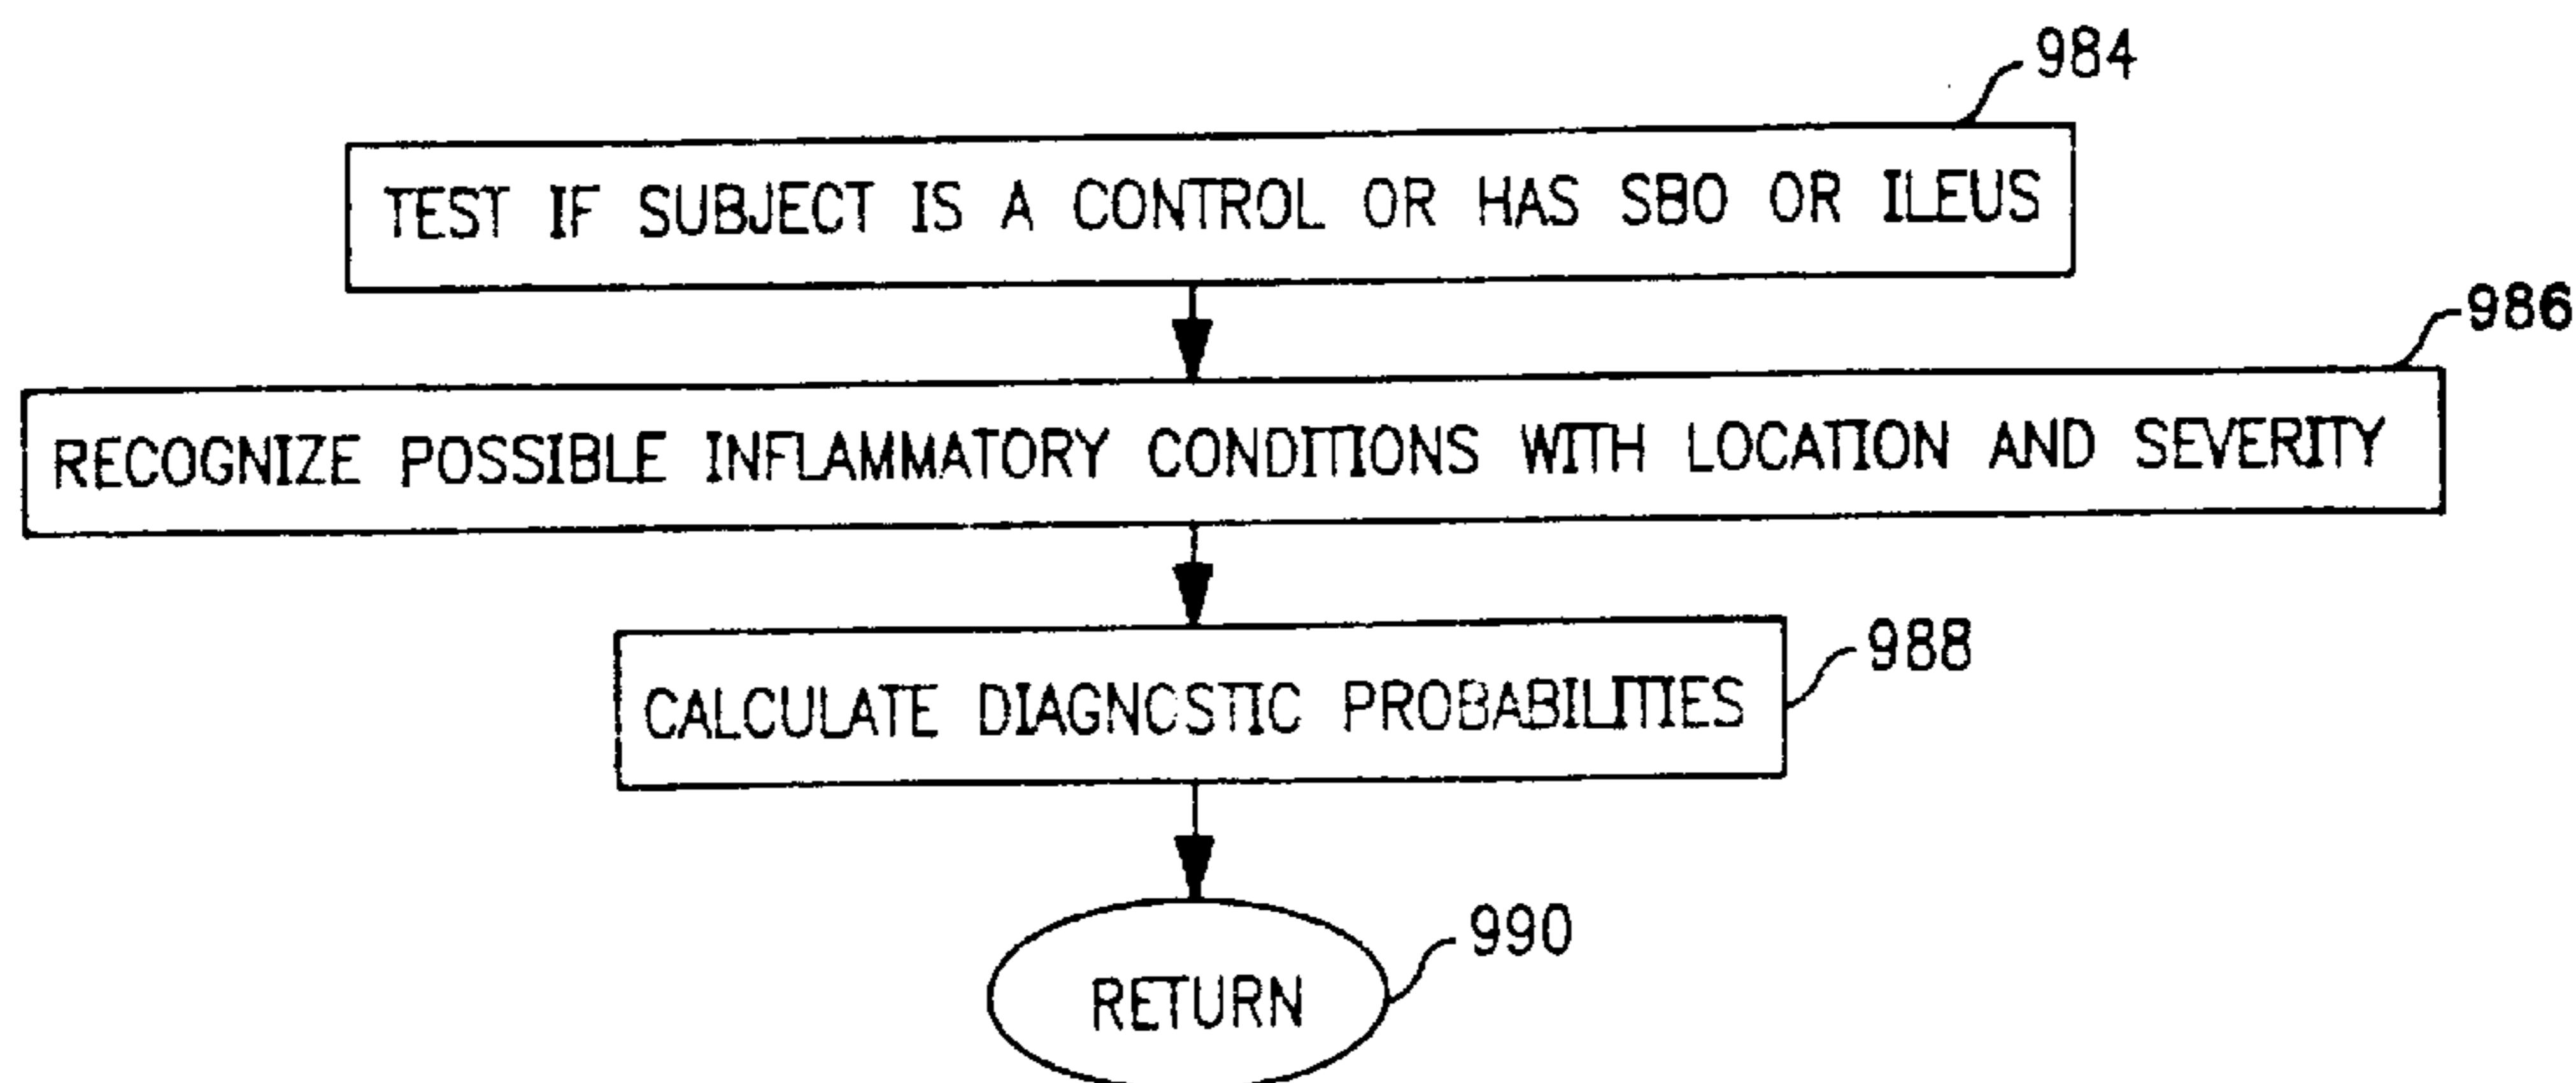 984
TEST IF SUBJECT IS A CONTROL OR HAS SBO OR ILEUS
986
RECOGNIZE POSSIBLE INFLAMMATORY CONDITIONS WITH LOCATION AND SEVERITY
988
CALCULATE DIAGNOSTIC PROBABILITIES
990
RETURN